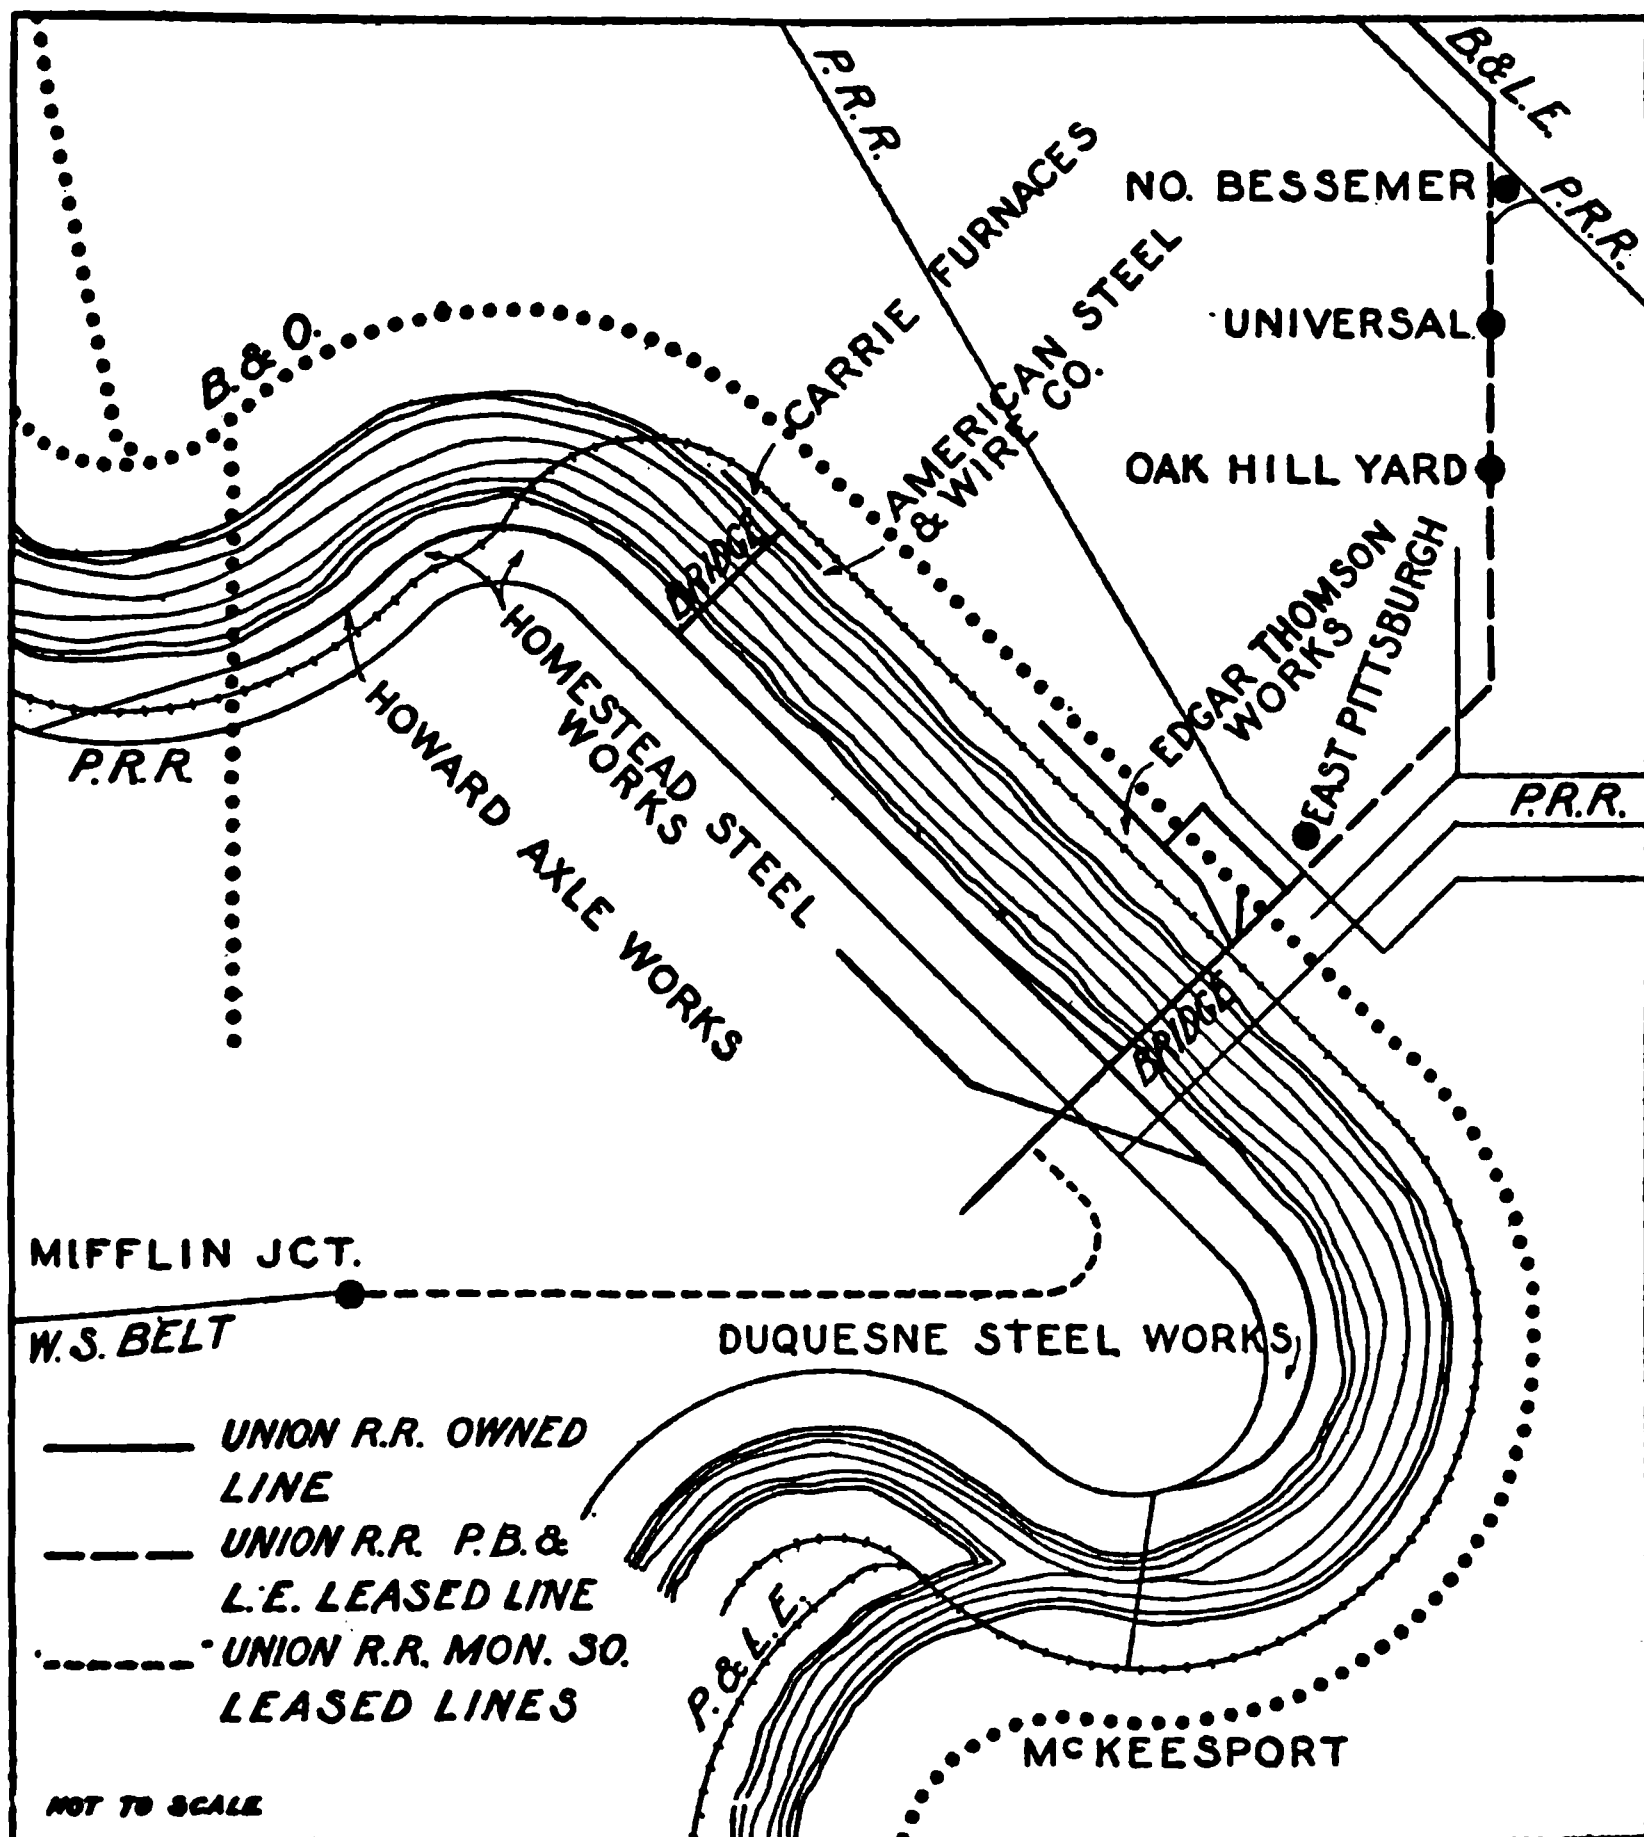 P.R.R.
B.&L.E.
P.R.R.
NO. BESSEMER
UNIVERSAL
OAK HILL YARD
B.& O.
CARRIE FURNACES
AMERICAN STEEL
& WIRE CO.
BRIDGE
EDGAR THOMSON
WORKS
EAST PITTSBURGH
P.R.R.
HOMESTEAD STEEL
WORKS
HOWARD AXLE WORKS
P.R.R.
BRIDGE
MIFFLIN JCT.
W.S. BELT
DUQUESNE STEEL WORKS
UNION R.R. OWNED
LINE
UNION R.R. P.B.&
L.E. LEASED LINE
UNION R.R. MON. SO.
LEASED LINES
P.&L.E.
McKEESPORT
NOT TO SCALE